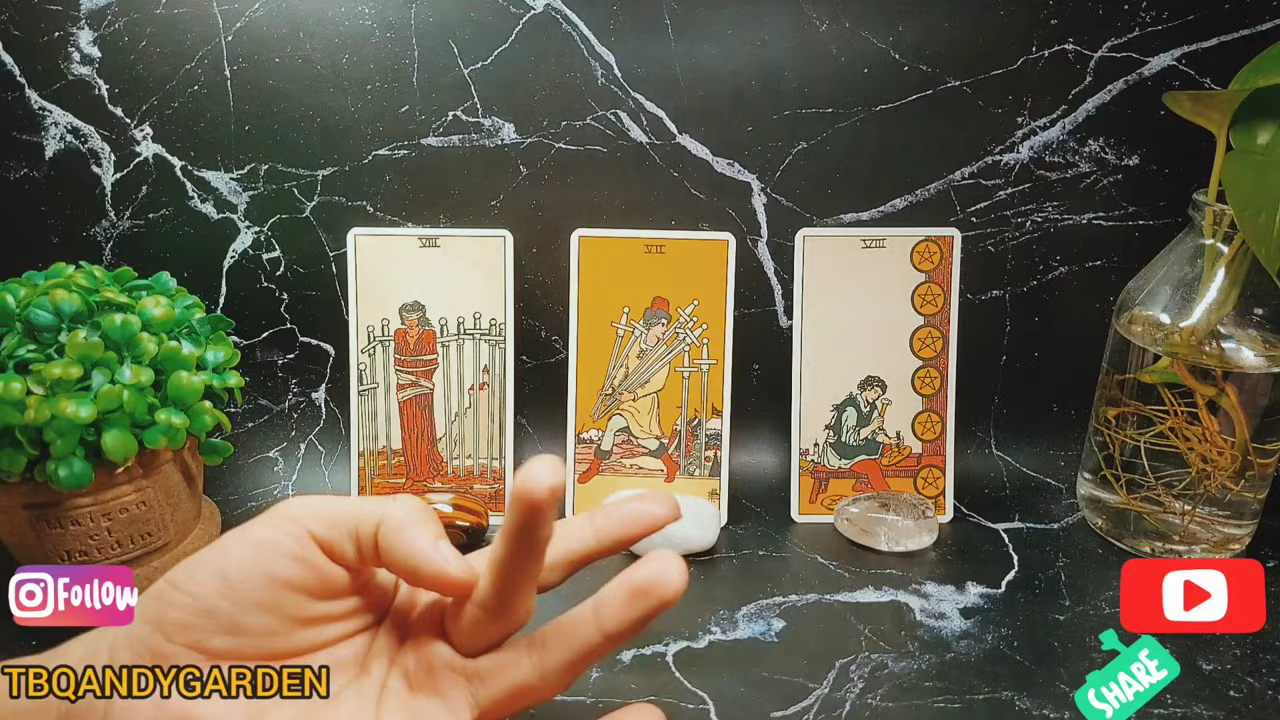 VIII
VII
VIII
Maison
et
Jardin
Follow
TBQANDYGARDEN
SHARE